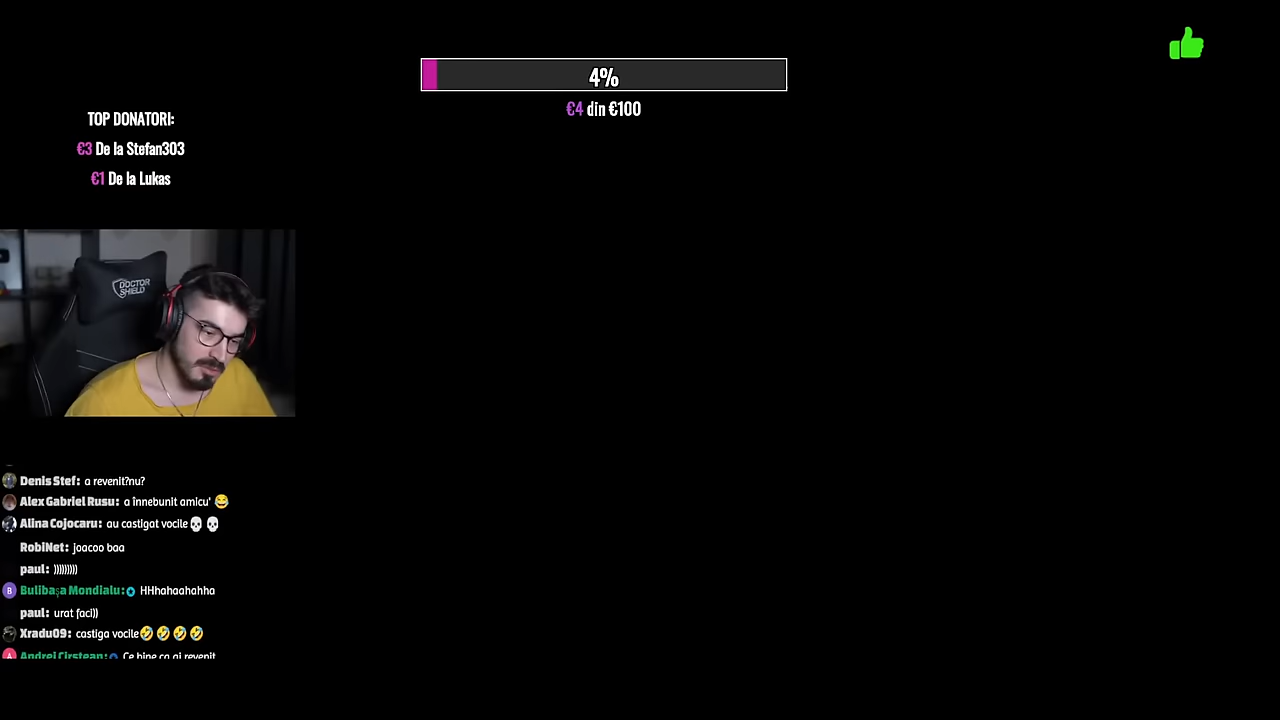 4%
€4 din €100
TOP DONATORI:
€3 De la Stefan303
€1 De la Lukas
DOCTOR
SHIELD
Denis Stef: a revenit?nu?
Alex Gabriel Rusu: a înnebunit amicu' 😂
Alina Cojocaru: au castigat vocile💀 💀
RobiNet: joacoo baa
paul: )))))))))
B Bulibașa Mondialu: HHhahaahahha
paul: urat faci))
Xradu09: castiga vocile🤣 🤣 🤣 🤣
A Andrei Cirstean: Ce bine ca ai revenit